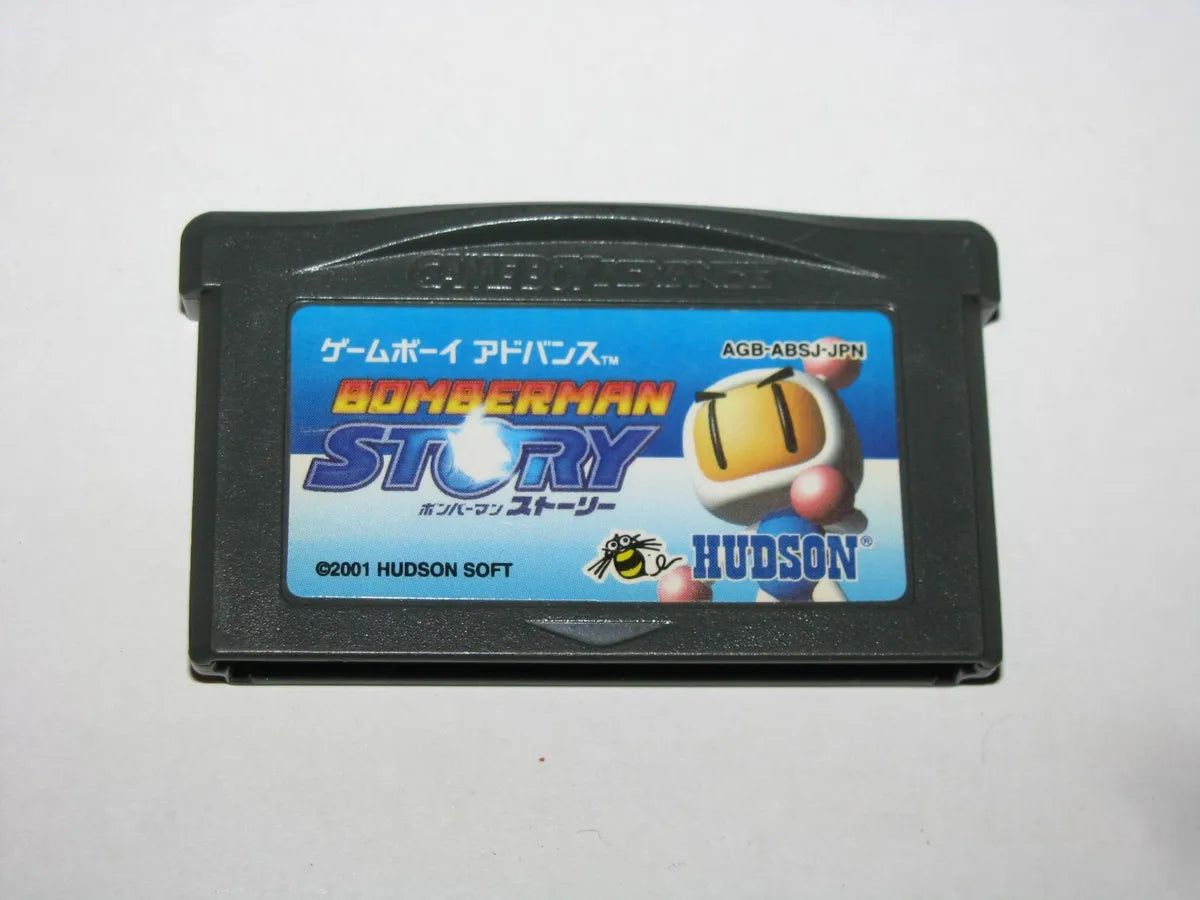 GAME BOY ADVANCE
ゲームボーイ アドバンス™
AGB-ABSJ-JPN
BOMBERMAN
STORY
ボンバーマン ストーリー
HUDSON®
©2001 HUDSON SOFT